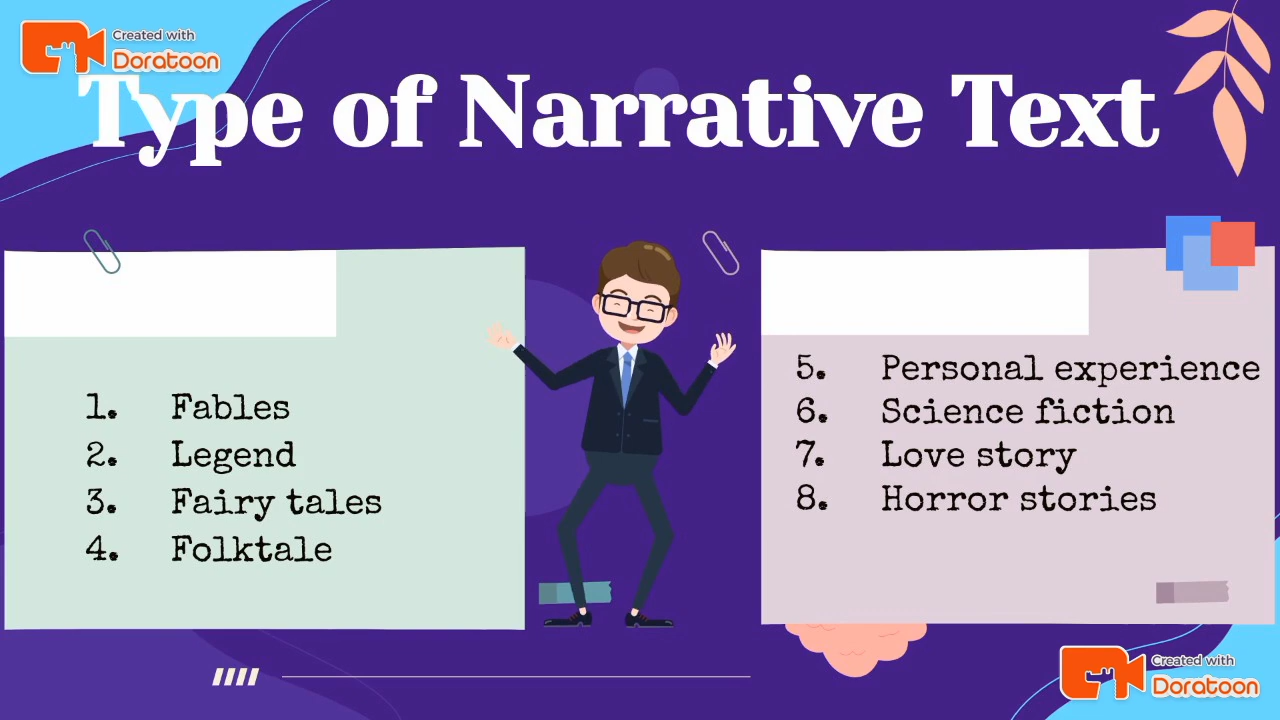 Created with
Doratoon
Type of Narrative Text
1. Fables
2. Legend
3. Fairy tales
4. Folktale
5. Personal experience
6. Science fiction
7. Love story
8. Horror stories
Created with
Doratoon